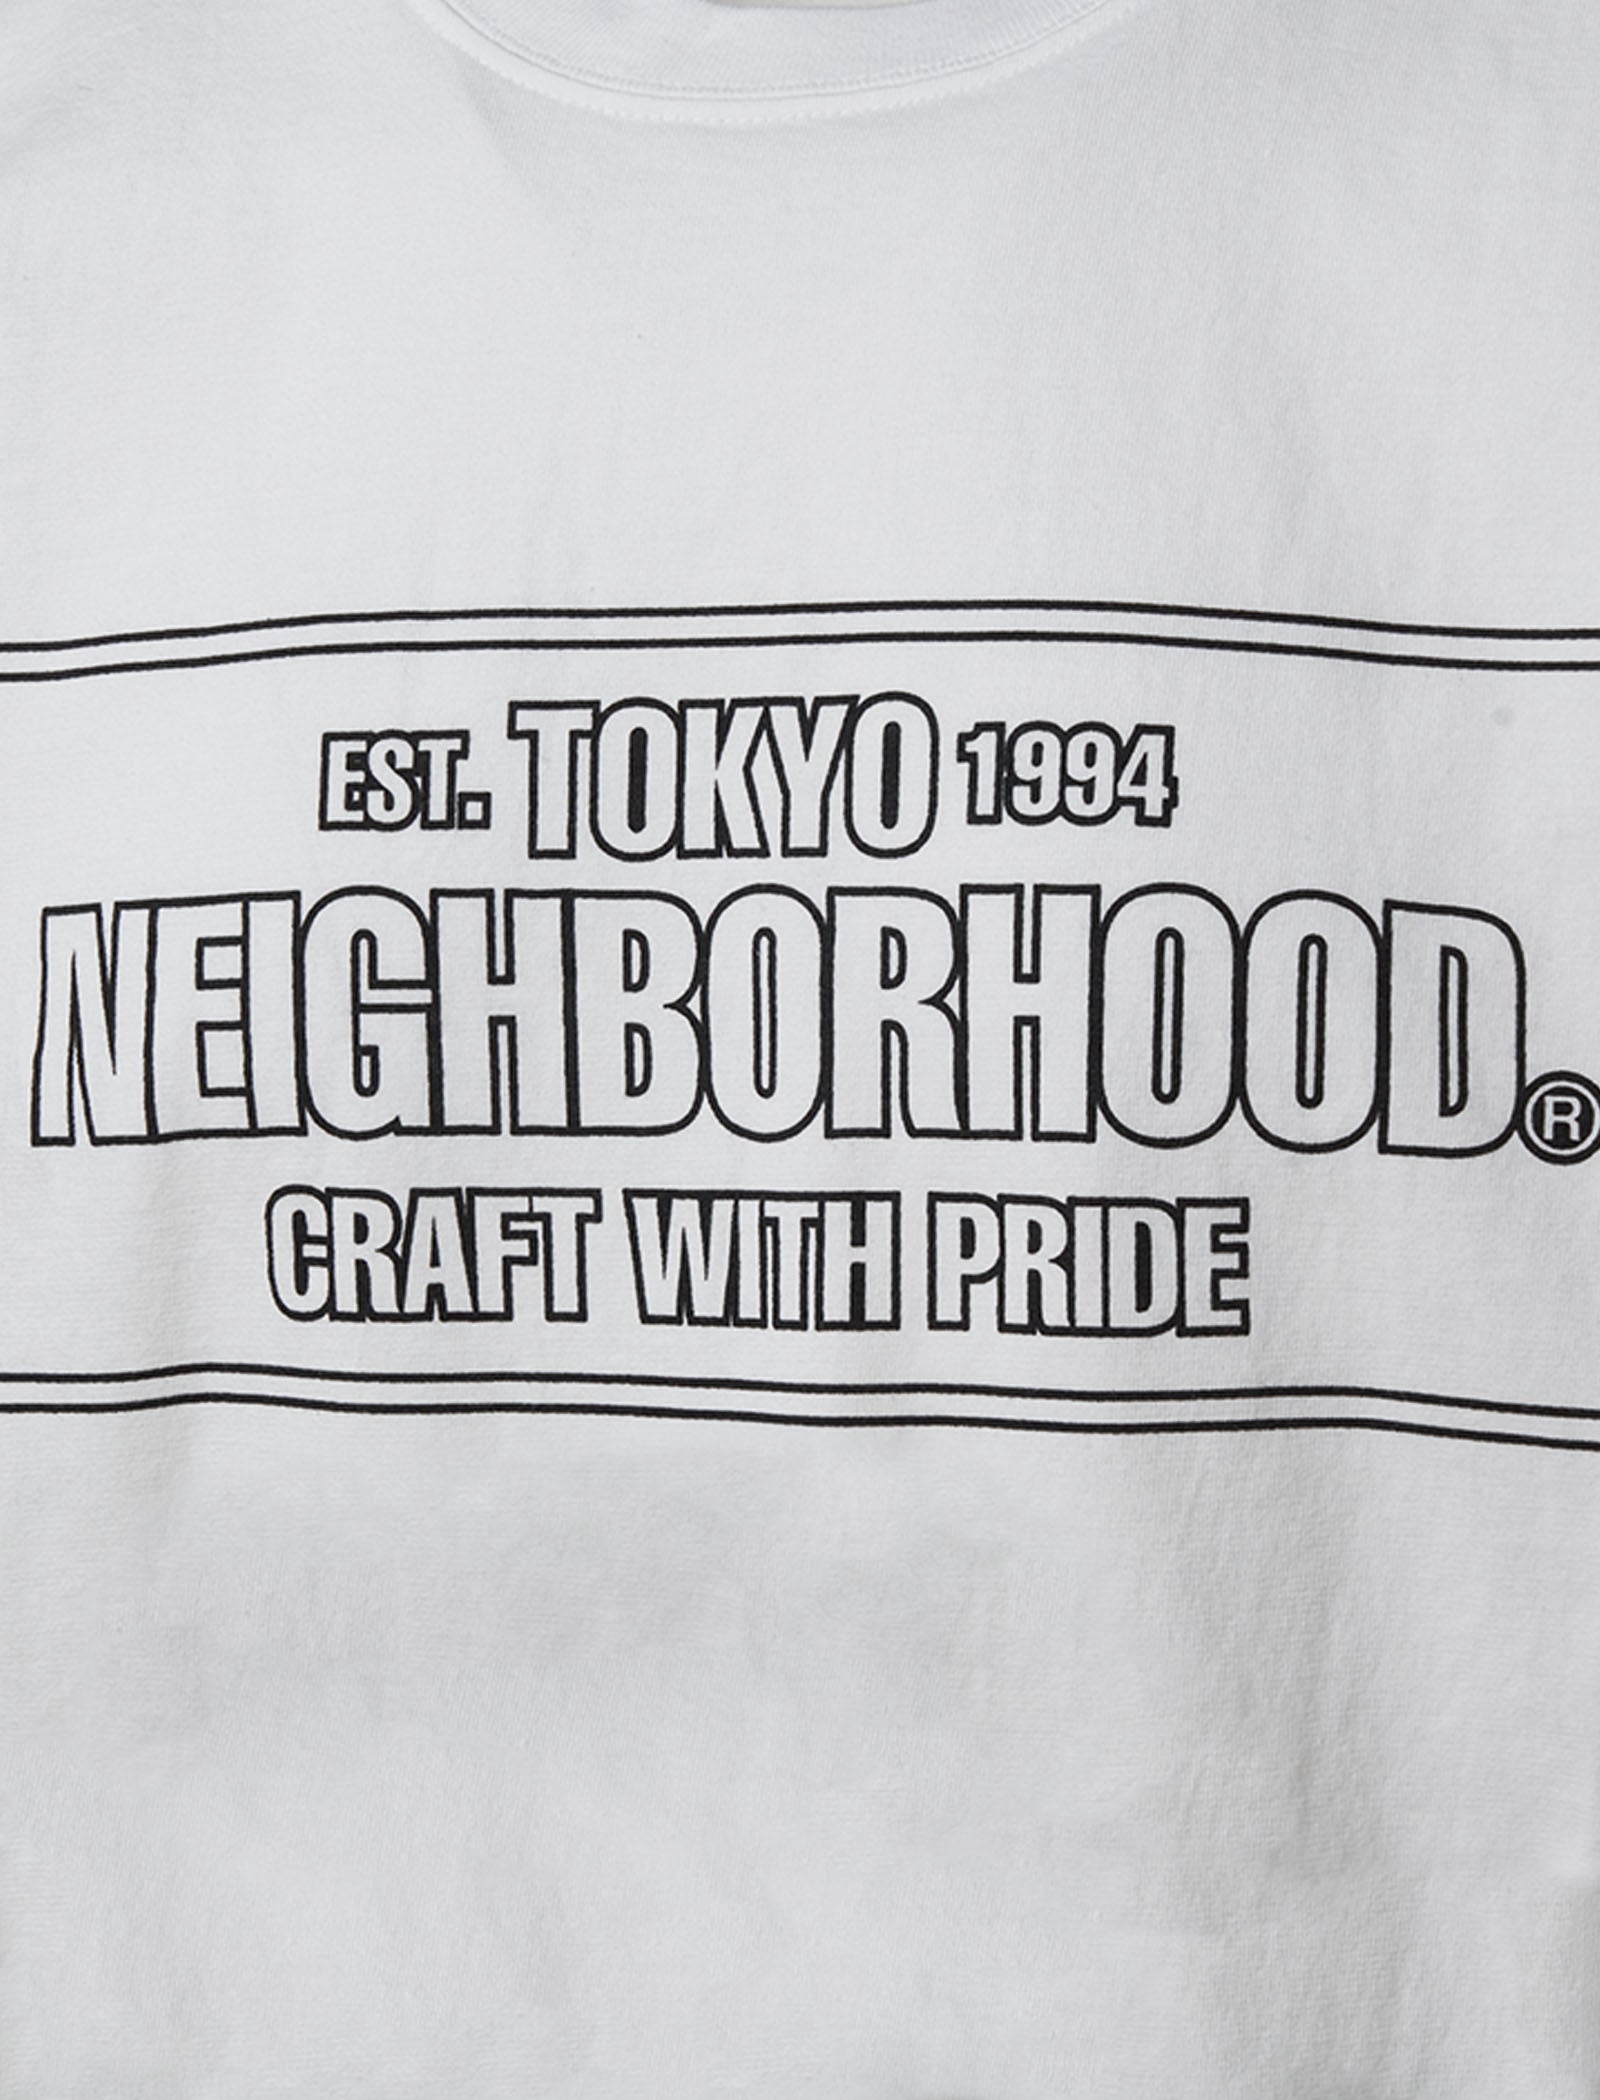 EST. TOKYO 1994
NEIGHBORHOOD.®
CRAFT WITH PRIDE